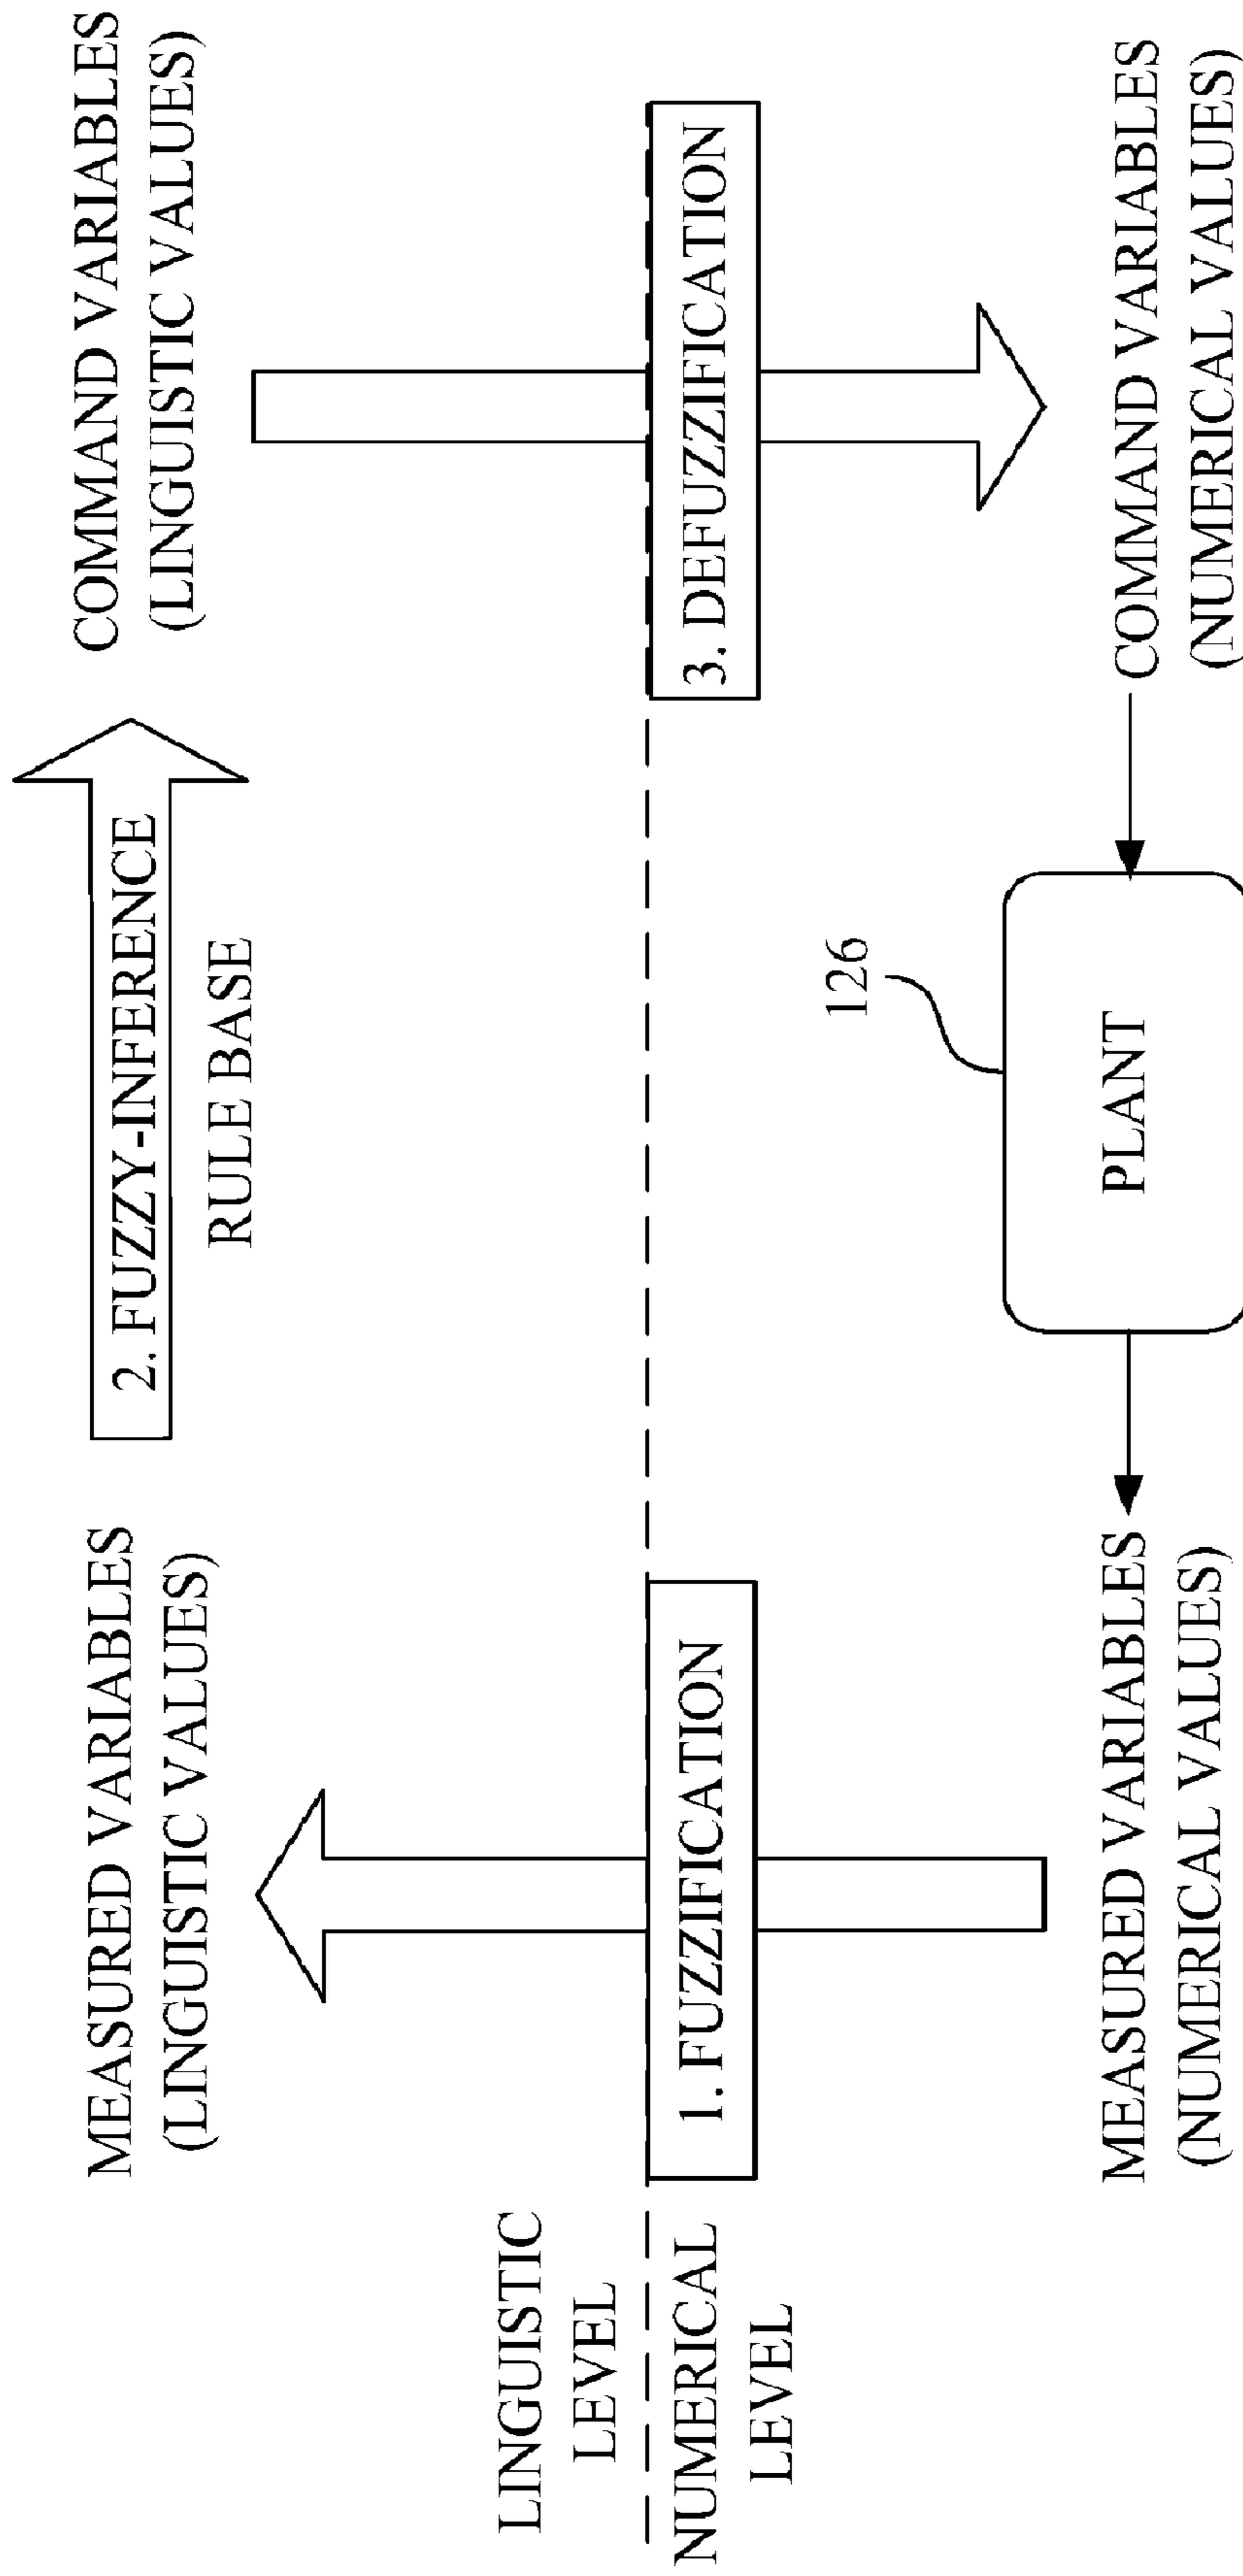 MEASURED VARIABLES
(LINGUISTIC VALUES)
2. FUZZY-INFERENCE
RULE BASE
COMMAND VARIABLES
(LINGUISTIC VALUES)
LINGUISTIC
LEVEL
NUMERICAL
LEVEL
1. FUZZIFICATION
3. DEFUZZIFICATION
126
MEASURED VARIABLES
(NUMERICAL VALUES)
PLANT
COMMAND VARIABLES
(NUMERICAL VALUES)